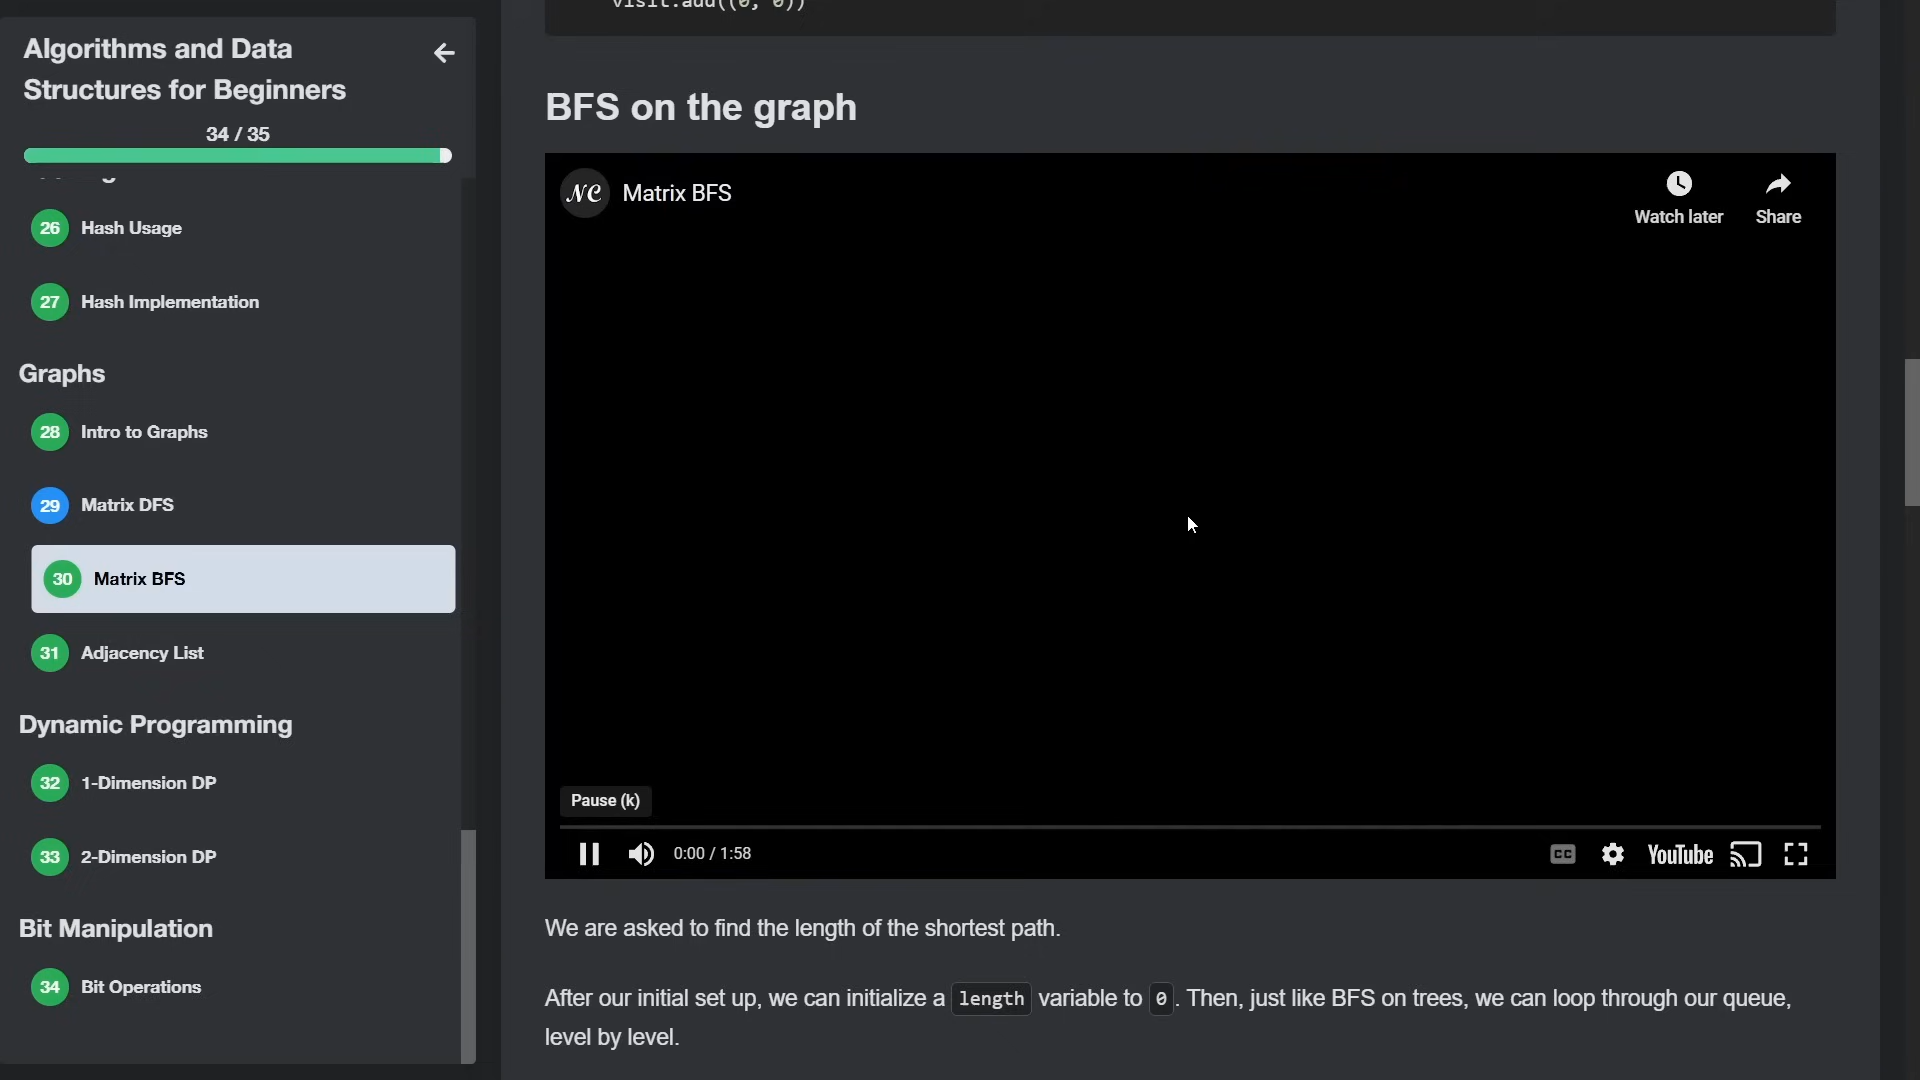 visit.add((0, 0))
Algorithms and Data
Structures for Beginners
34 / 35
26 Hash Usage
27 Hash Implementation
Graphs
28 Intro to Graphs
29 Matrix DFS
30 Matrix BFS
31 Adjacency List
Dynamic Programming
32 1-Dimension DP
33 2-Dimension DP
Bit Manipulation
34 Bit Operations
BFS on the graph
NC Matrix BFS
Watch later Share
Pause (k)
0:00 / 1:58
CC YouTube
We are asked to find the length of the shortest path.
After our initial set up, we can initialize a length variable to 0. Then, just like BFS on trees, we can loop through our queue,
level by level.